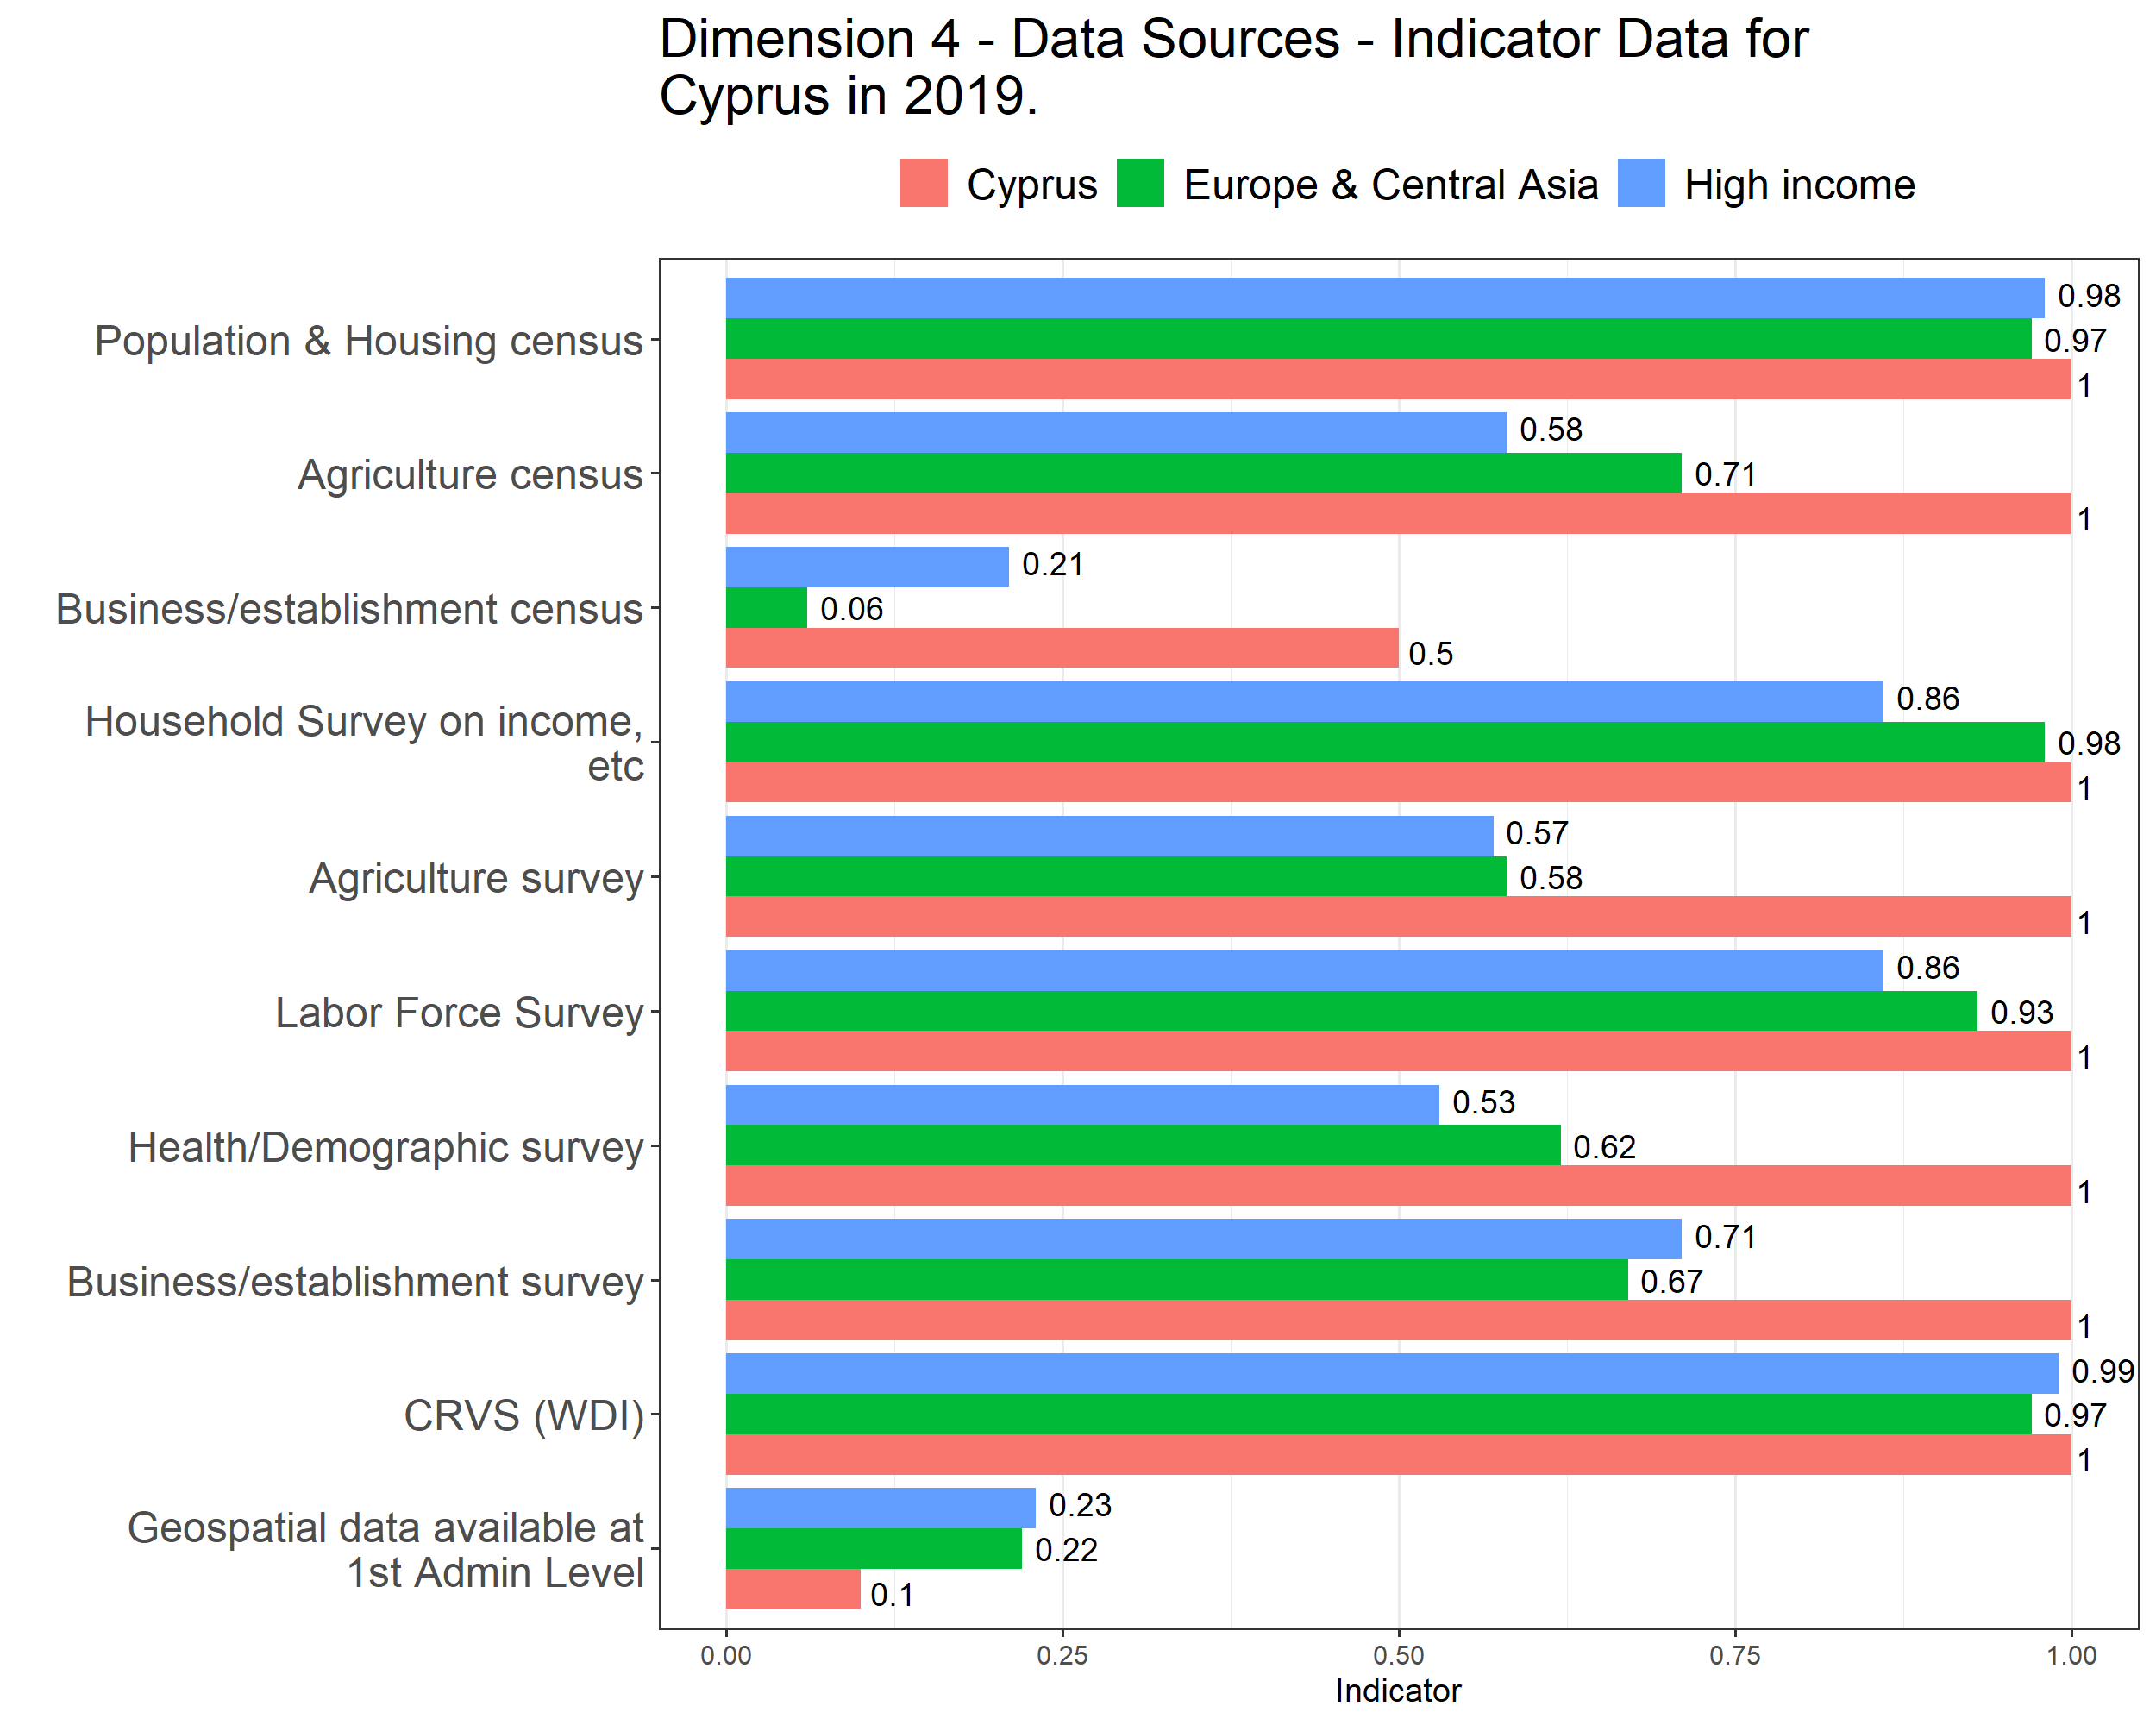 Dimension 4 - Data Sources - Indicator Data for
Cyprus in 2019.
Cyprus Europe & Central Asia High income
Population & Housing census
0.98
0.97
1
Agriculture census
0.58
0.71
1
Business/establishment census
0.21
0.06
0.5
Household Survey on income,
etc
0.86
0.98
1
Agriculture survey
0.57
0.58
1
Labor Force Survey
0.86
0.93
1
Health/Demographic survey
0.53
0.62
1
Business/establishment survey
0.71
0.67
1
CRVS (WDI)
0.99
0.97
1
Geospatial data available at
1st Admin Level
0.23
0.22
0.1
0.00 0.25 0.50 0.75 1.00
Indicator